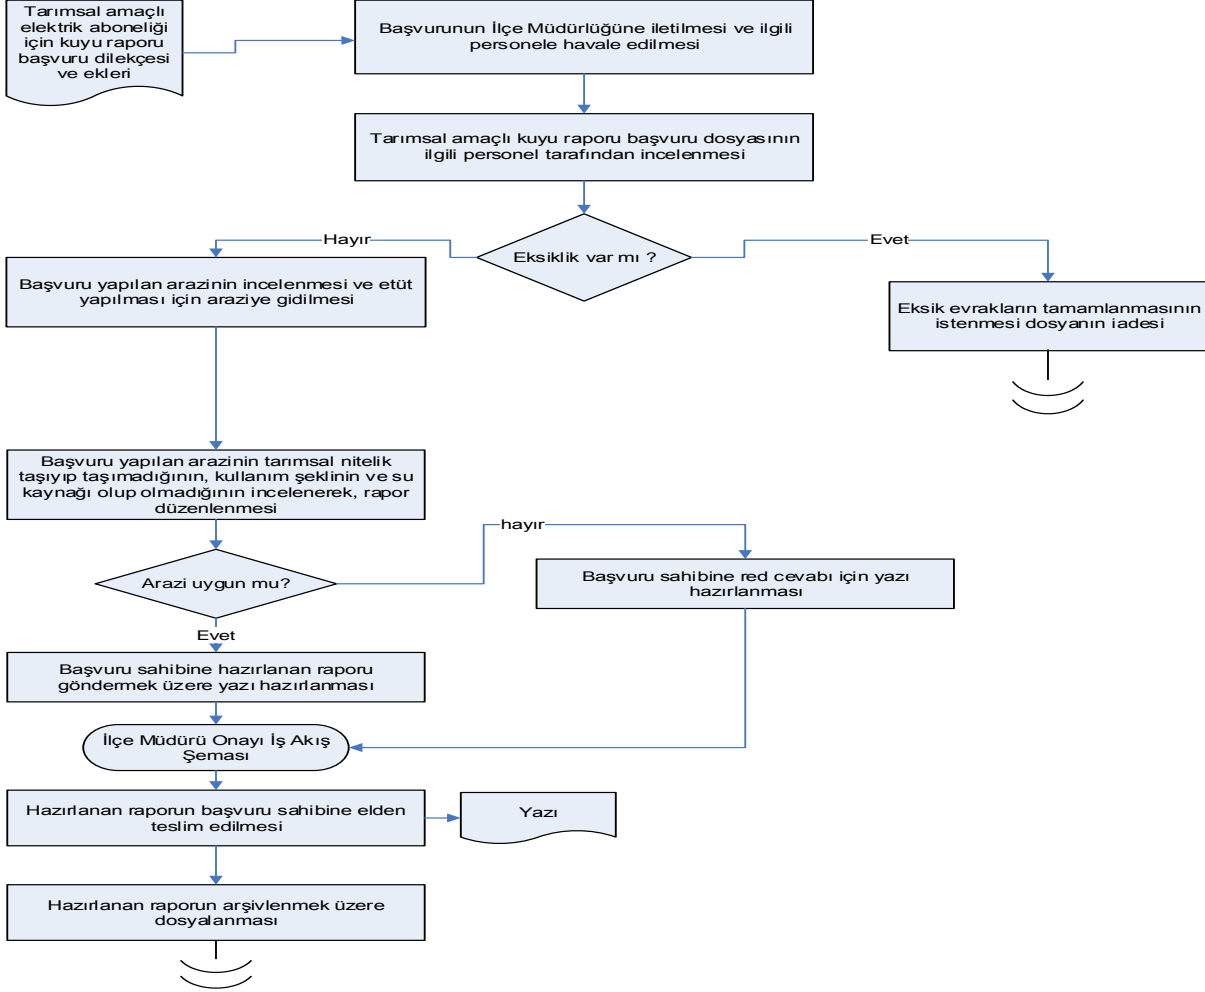 Tarımsal amaçlı
elektrik aboneliği
için kuyu raporu
başvuru dilekçesi
ve ekleri
Başvurunun İlçe Müdürlüğüne iletilmesi ve ilgili
personele havale edilmesi
Tarımsal amaçlı kuyu raporu başvuru dosyasının
ilgili personel tarafından incelenmesi
Eksiklik var mı ?
Hayır
Evet
Başvuru yapılan arazinin incelenmesi ve etüt
yapılması için araziye gidilmesi
Eksik evrakların tamamlanmasının
istenmesi dosyanın iadesi
Başvuru yapılan arazinin tarımsal nitelik
taşıyıp taşımadığının, kullanım şeklinin ve su
kaynağı olup olmadığının incelenerek, rapor
düzenlenmesi
Arazi uygun mu?
hayır
Başvuru sahibine red cevabı için yazı
hazırlanması
Evet
Başvuru sahibine hazırlanan raporu
göndermek üzere yazı hazırlanması
İlçe Müdürü Onayı İş Akış
Şeması
Hazırlanan raporun başvuru sahibine elden
teslim edilmesi
Yazı
Hazırlanan raporun arşivlenmek üzere
dosyalanması